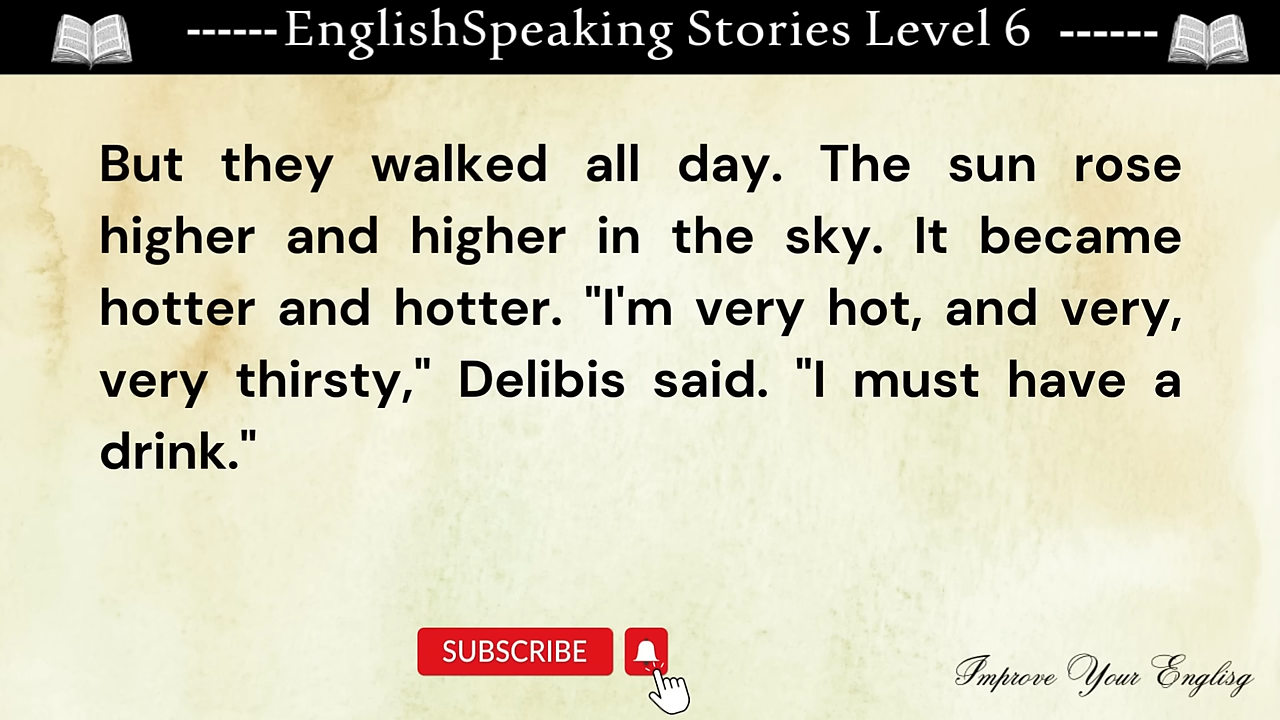 ------EnglishSpeaking Stories Level 6 ------
But they walked all day. The sun rose
higher and higher in the sky. It became
hotter and hotter. "I'm very hot, and very,
very thirsty," Delibis said. "I must have a
drink."
SUBSCRIBE
Improve Your Englisg